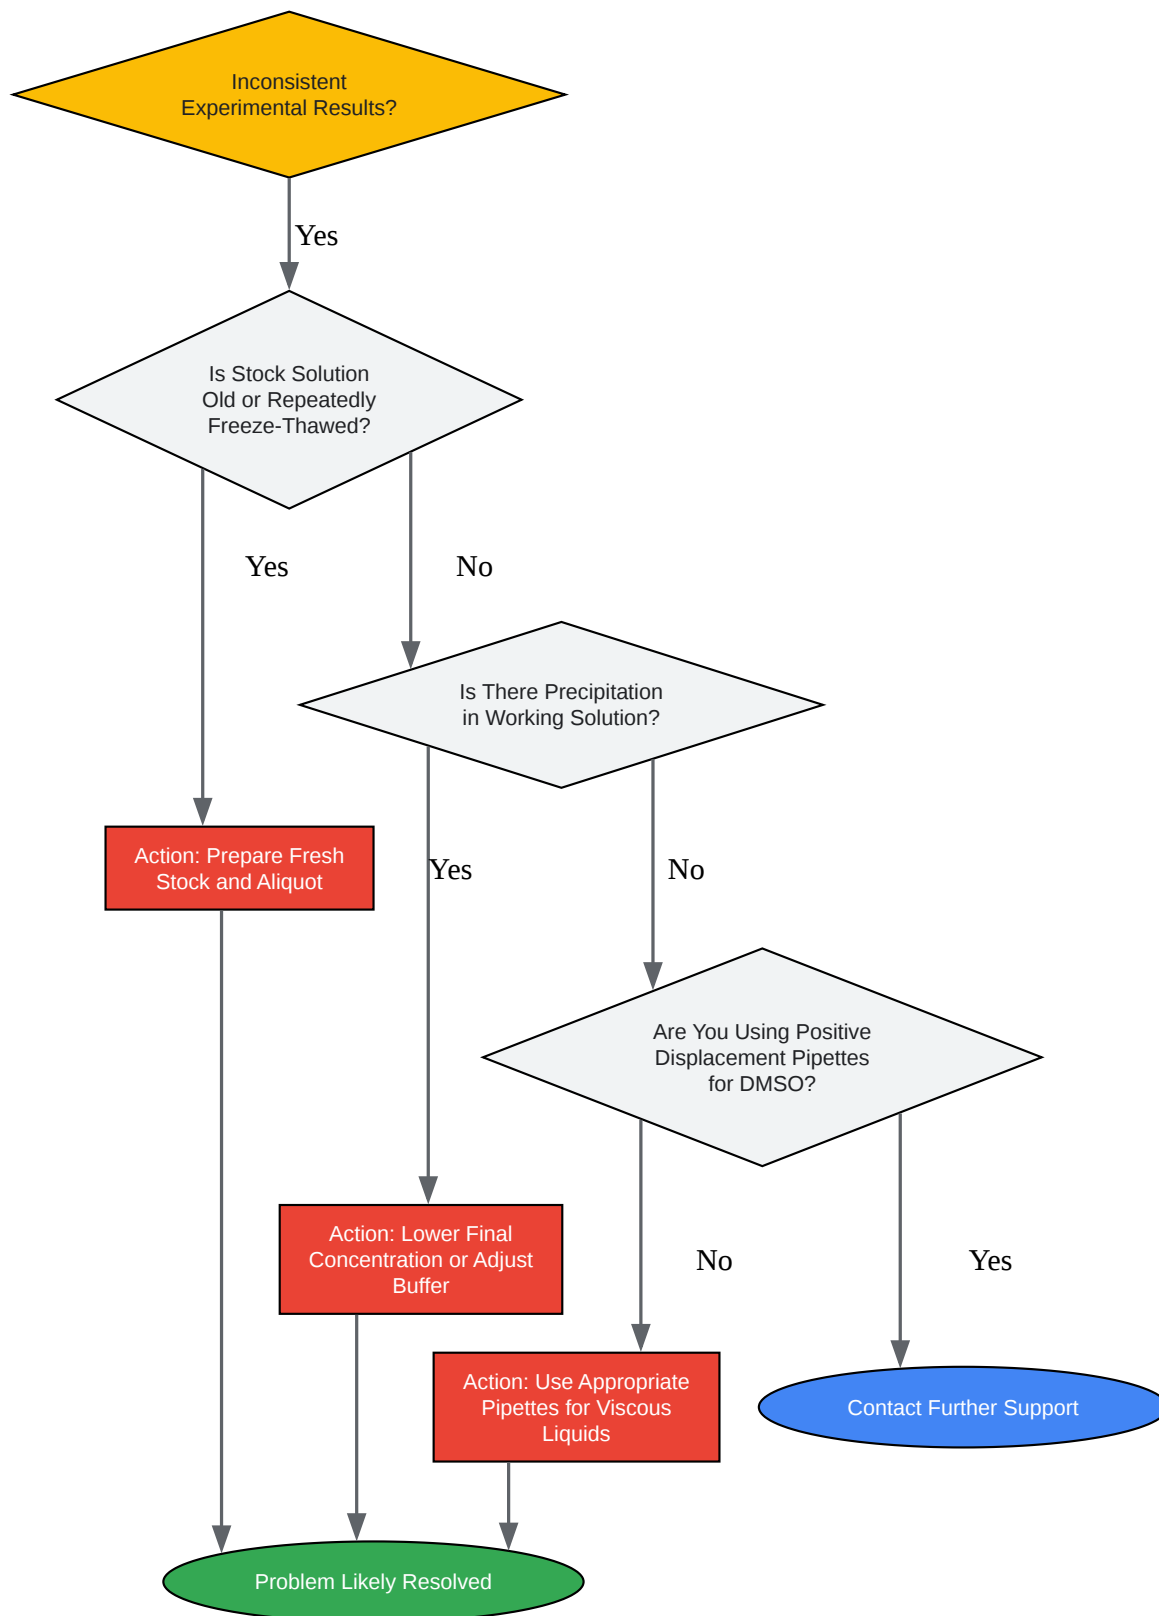 Inconsistent
Experimental Results?
Yes
Is Stock Solution
Old or Repeatedly
Freeze-Thawed?
Yes
No
Is There Precipitation
in Working Solution?
Action: Prepare Fresh
Stock and Aliquot
Yes
No
Are You Using Positive
Displacement Pipettes
for DMSO?
Action: Lower Final
Concentration or Adjust
Buffer
No
Yes
Action: Use Appropriate
Pipettes for Viscous
Liquids
Contact Further Support
Problem Likely Resolved